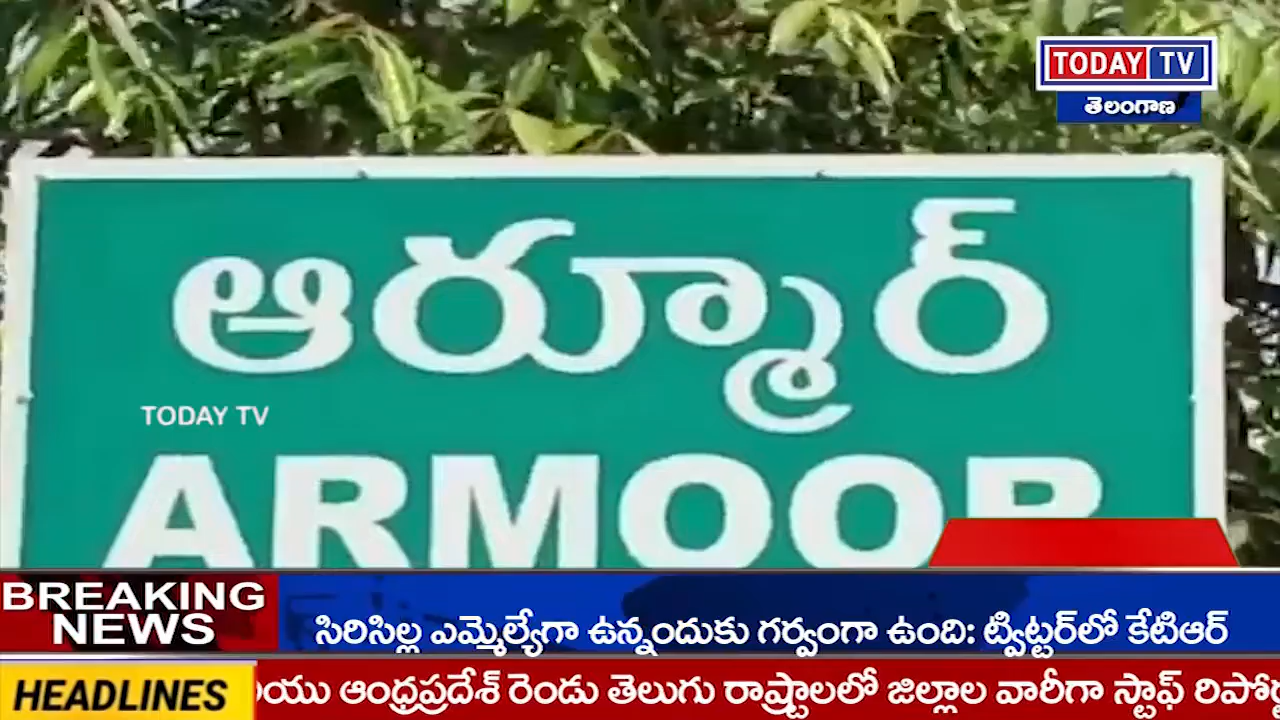 TODAY TV
తెలంగాణ
ఆర్మూర్
TODAY TV
ARMOOR
BREAKING NEWS
సిరిసిల్ల ఎమ్మెల్యేగా ఉన్నందుకు గర్వంగా ఉంది: ట్విట్టర్‌లో కేటిఆర్
HEADLINES
ఆంధ్రప్రదేశ్ రెండు తెలుగు రాష్ట్రాలలో జిల్లాల వారీగా స్టాఫ్